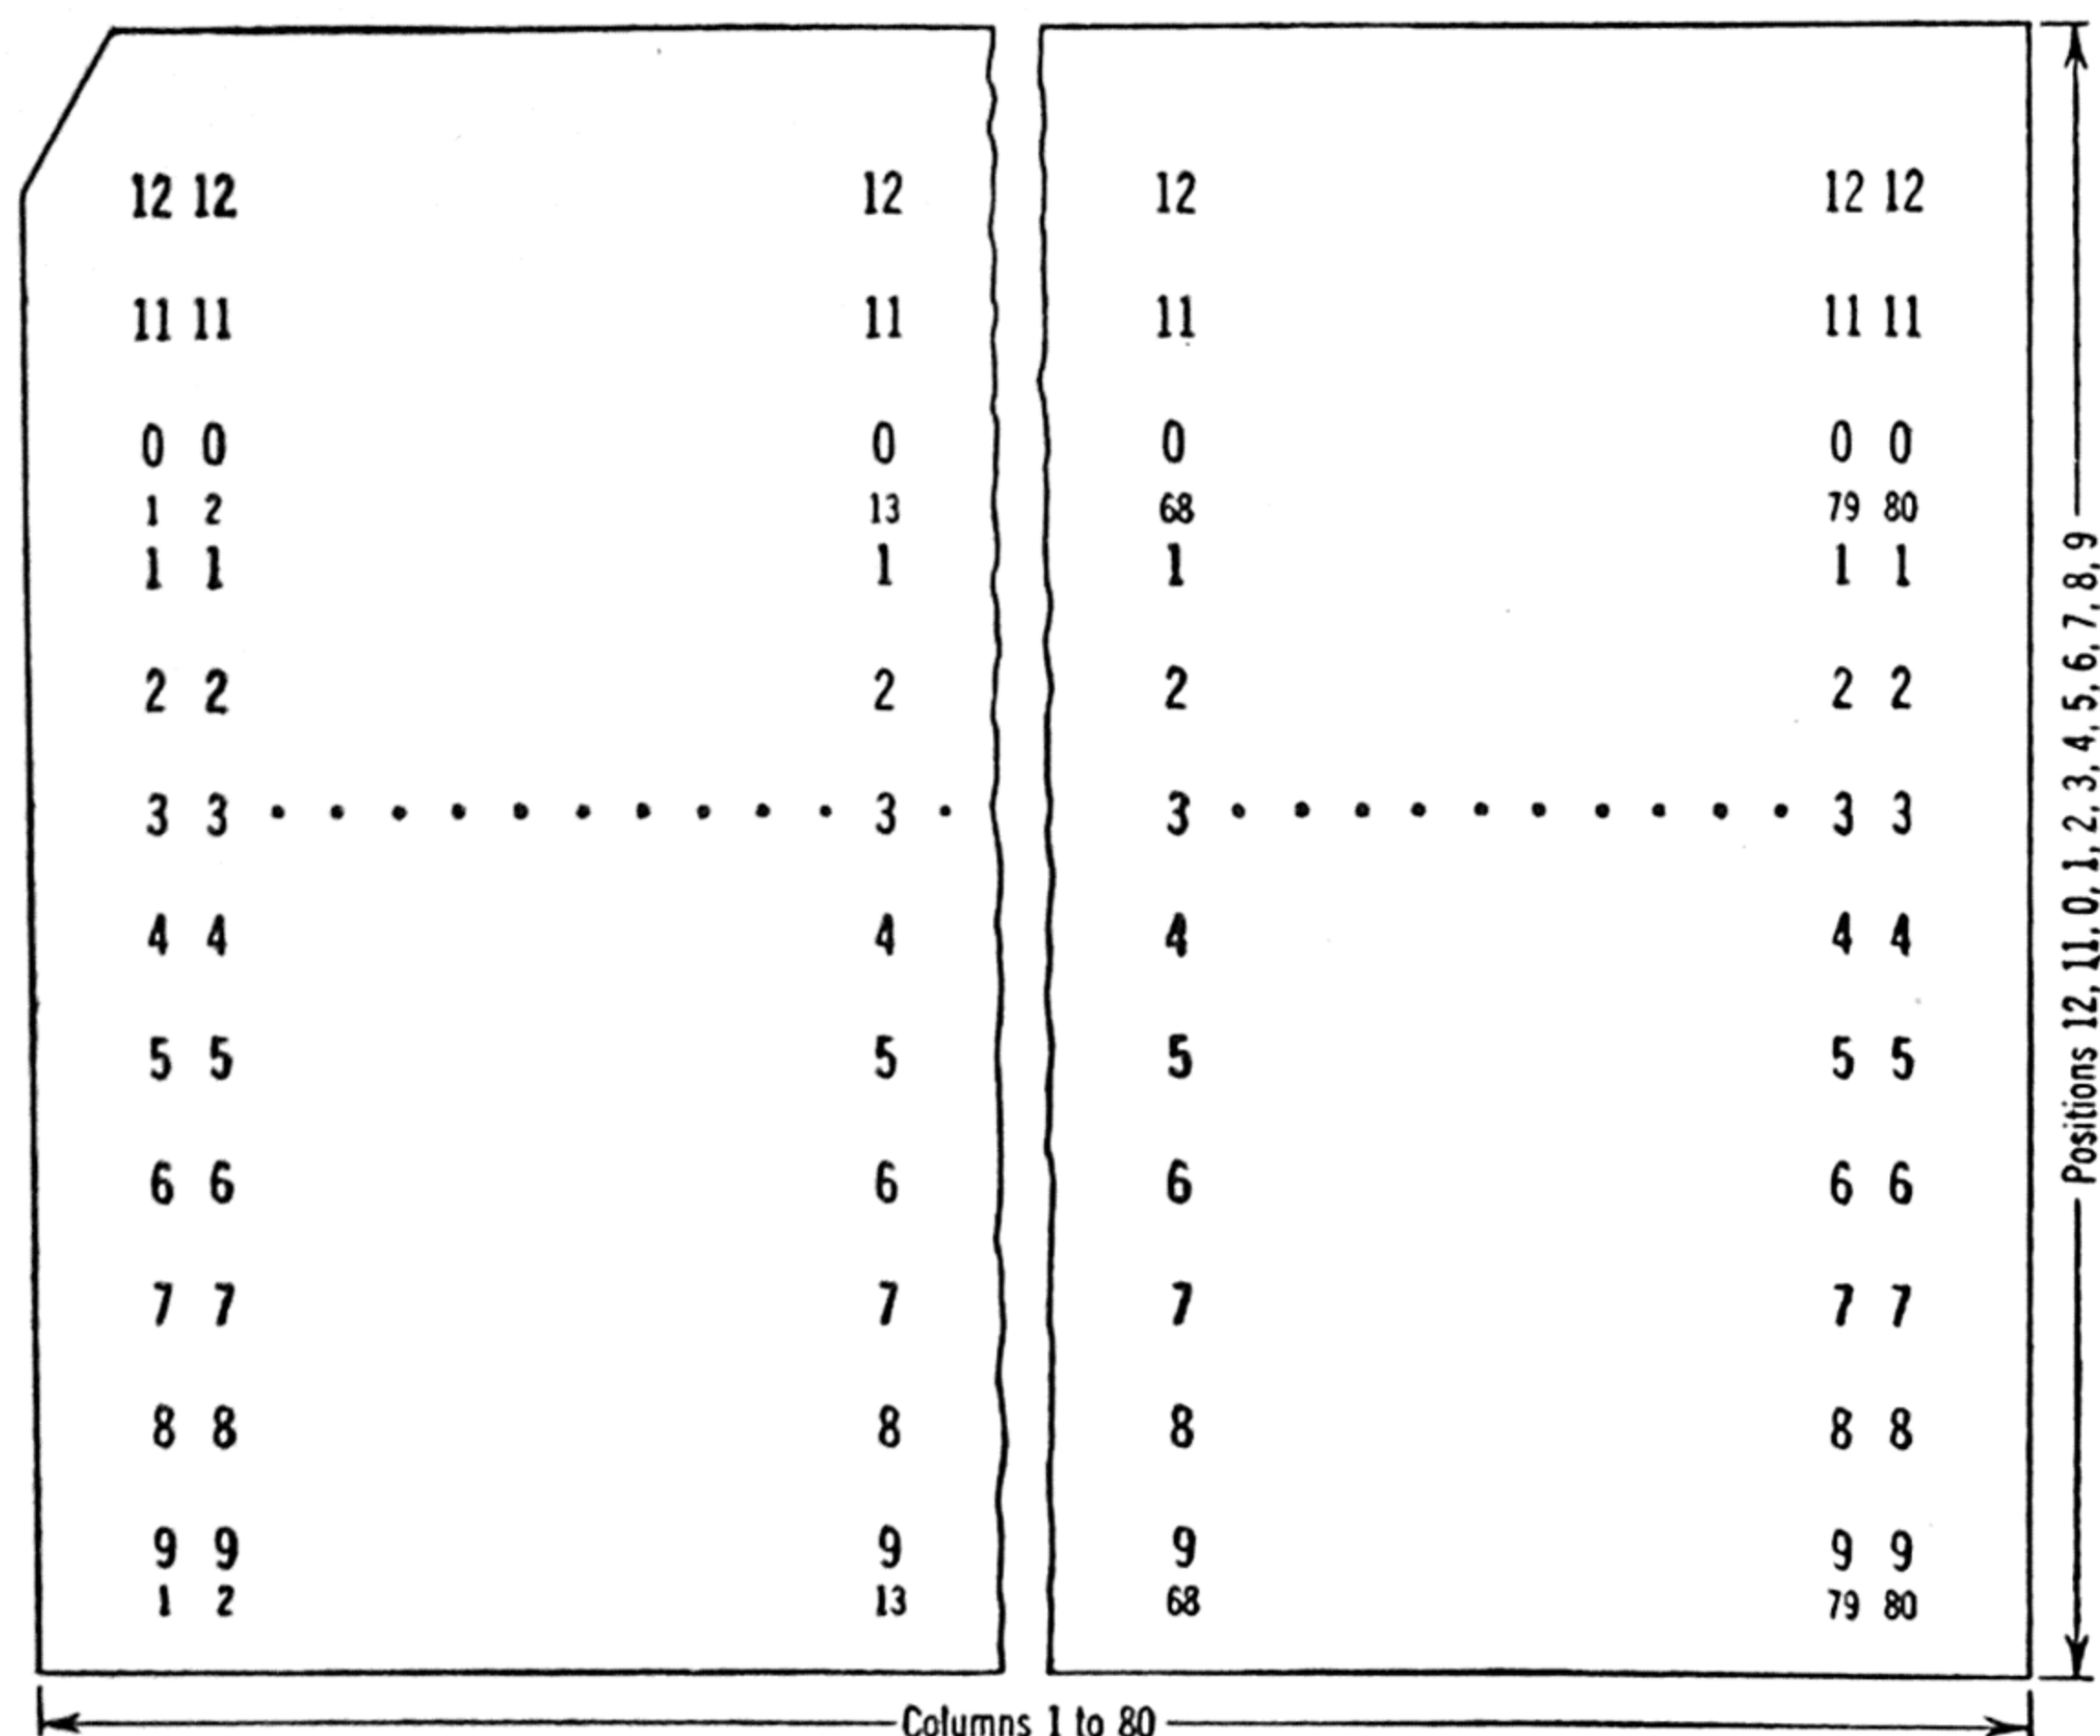 12 12 12 12 12 12
11 11 11 11 11 11
0 0 0 0 0 0
1 2 13 68 79 80
1 1 1 1 1 1
2 2 2 2 2 2
3 3 . . . . . . . . . . 3 . 3 . . . . . . . . . . 3 3
4 4 4 4 4 4
5 5 5 5 5 5
6 6 6 6 6 6
7 7 7 7 7 7
8 8 8 8 8 8
9 9 9 9 9 9
1 2 13 68 79 80
Columns 1 to 80
Positions 12, 11, 0, 1, 2, 3, 4, 5, 6, 7, 8, 9